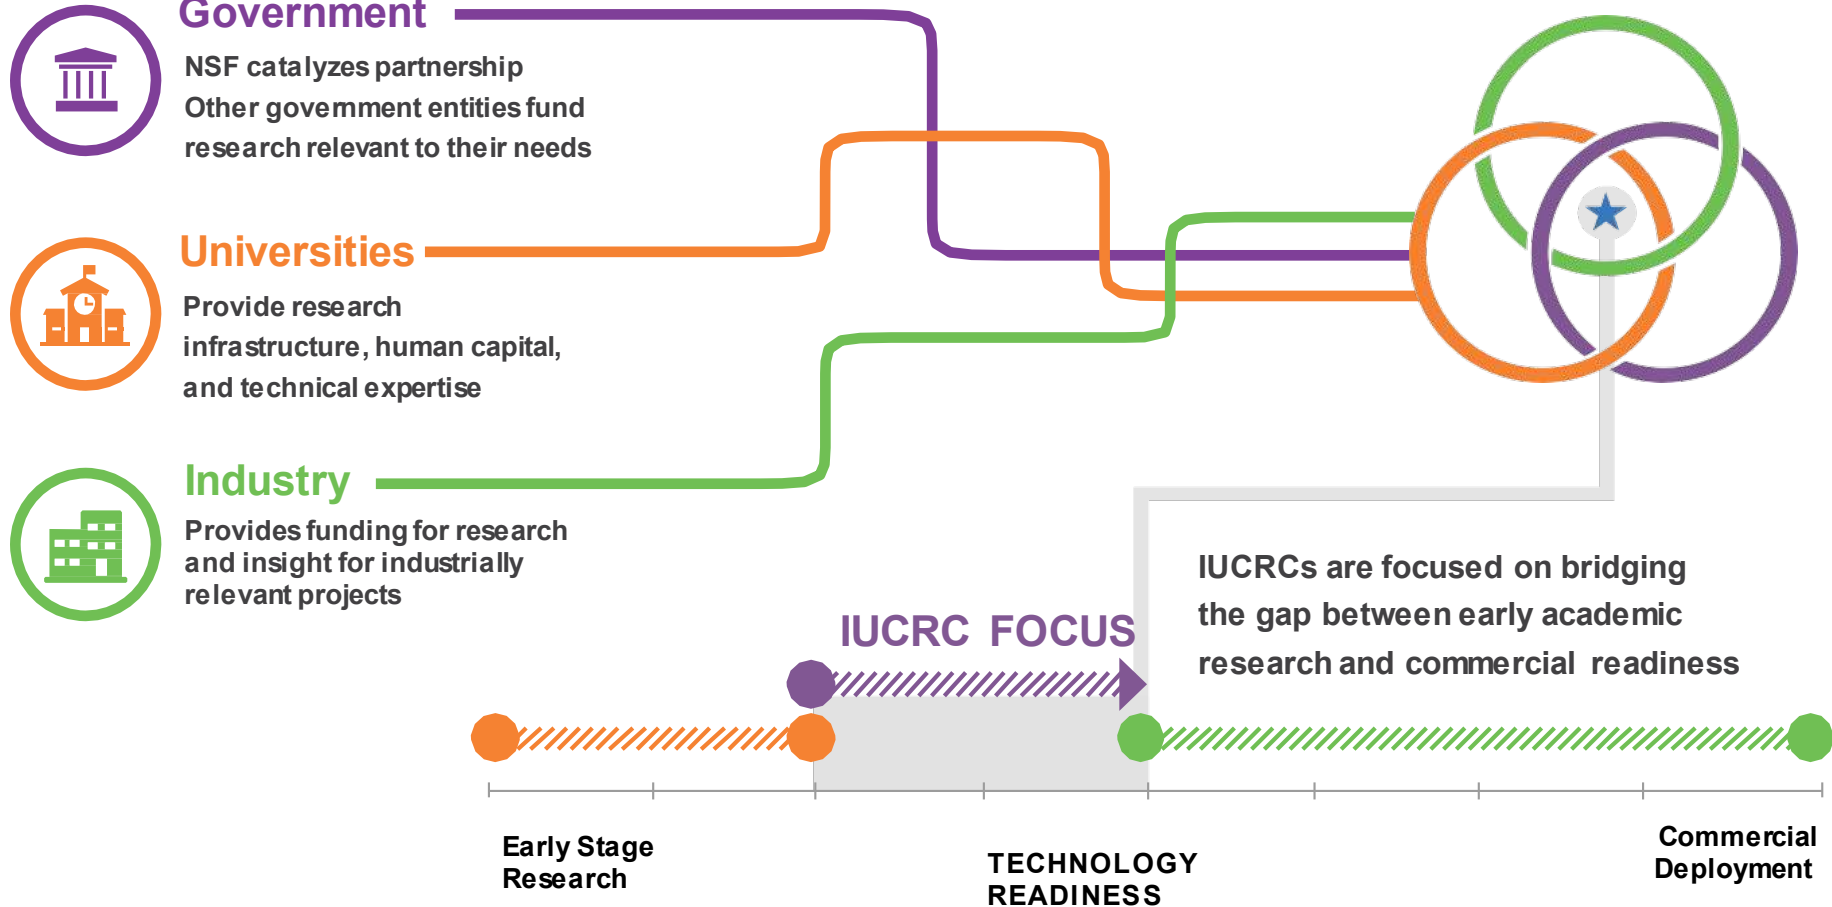 Government
NSF catalyzes partnership
Other government entities fund
research relevant to their needs
Universities
Provide research
infrastructure, human capital,
and technical expertise
Industry
Provides funding for research
and insight for industrially
relevant projects
IUCRCs are focused on bridging
the gap between early academic
research and commercial readiness
IUCRC FOCUS
Early Stage
Research
TECHNOLOGY
READINESS
Commercial
Deployment